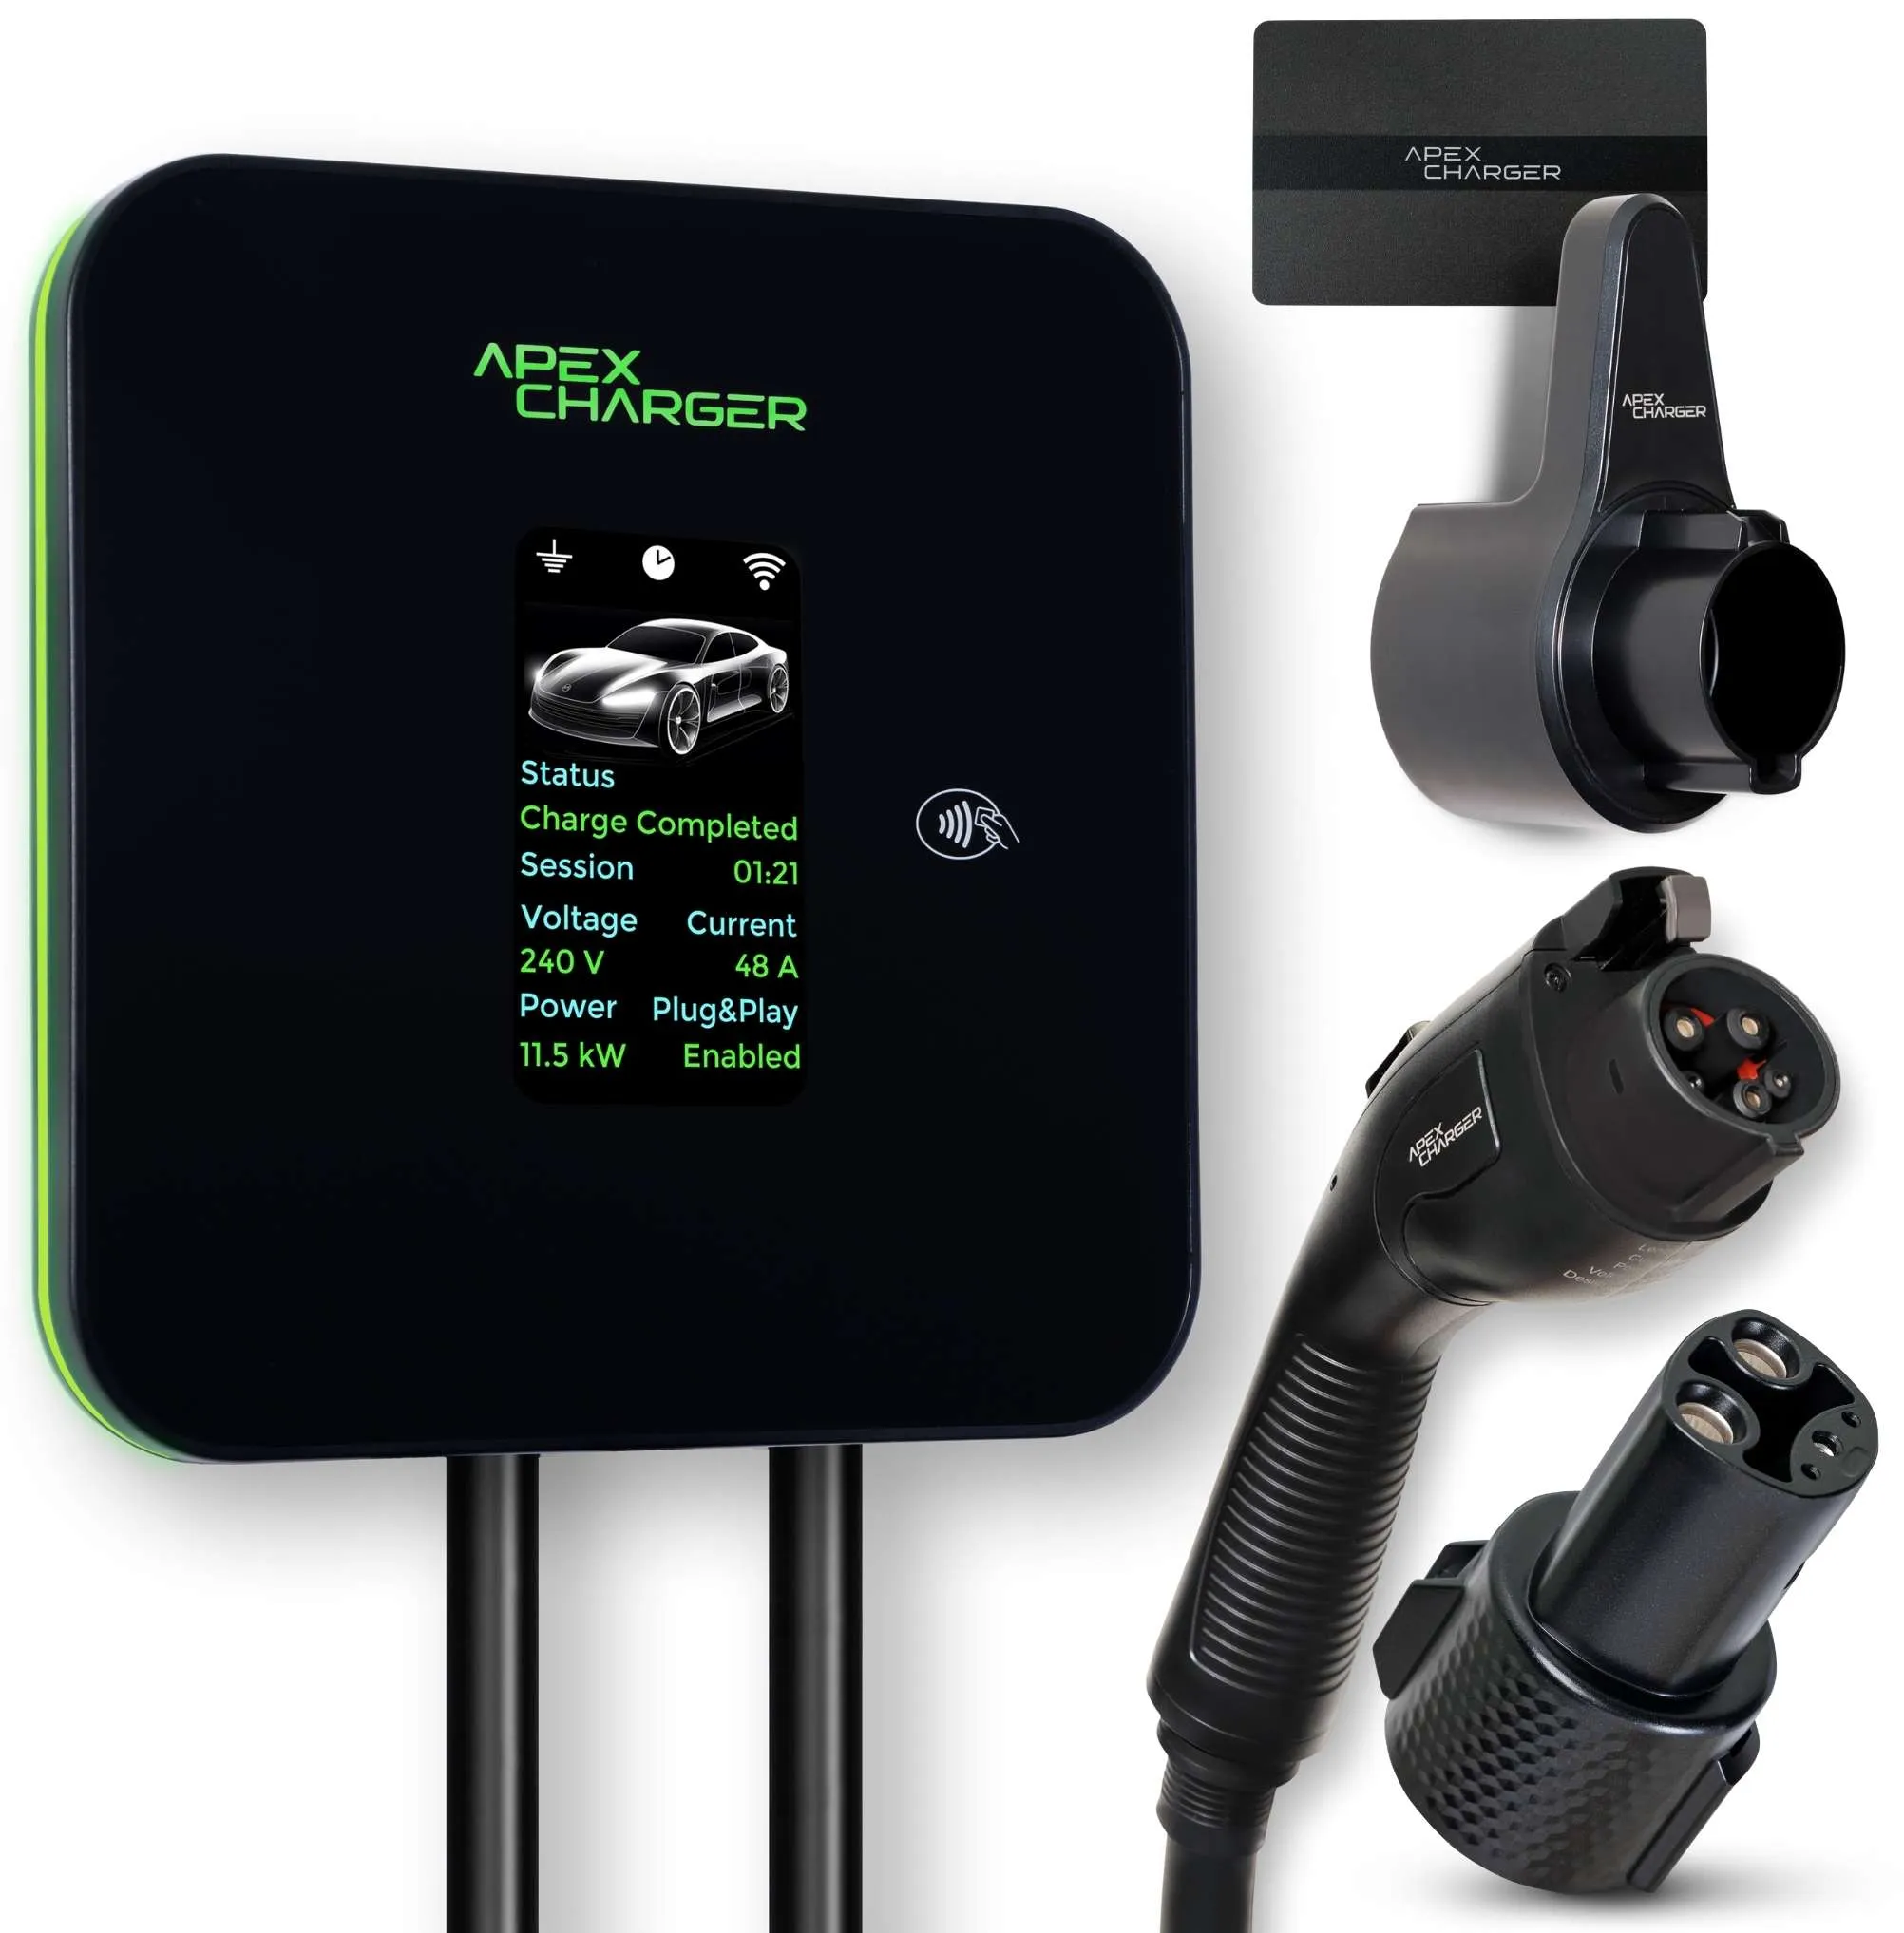 APEX
CHARGER
Status
Charge Completed
Session 01:21
Voltage Current
240 V 48 A
Power Plug&Play
11.5 kW Enabled
APEX
CHARGER
APEX
CHARGER
APEX
CHARGER